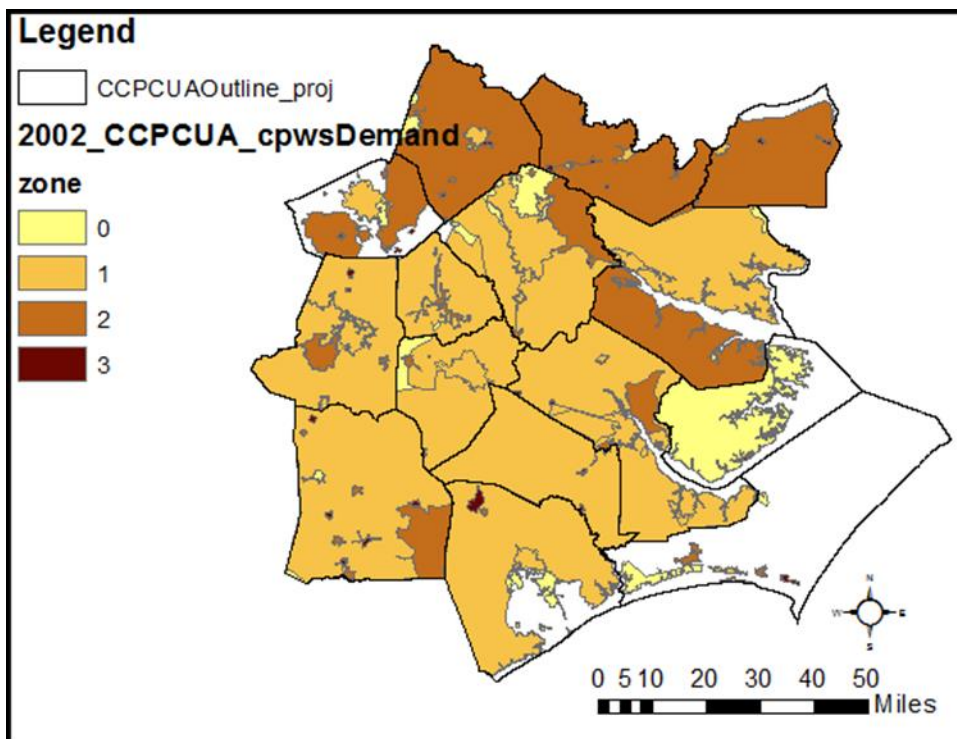 Legend
CCPCUAOutline_proj
2002_CCPCUA_cpwsDemand
zone
0
1
2
3
N
W E
S
0 5 10 20 30 40 50
Miles